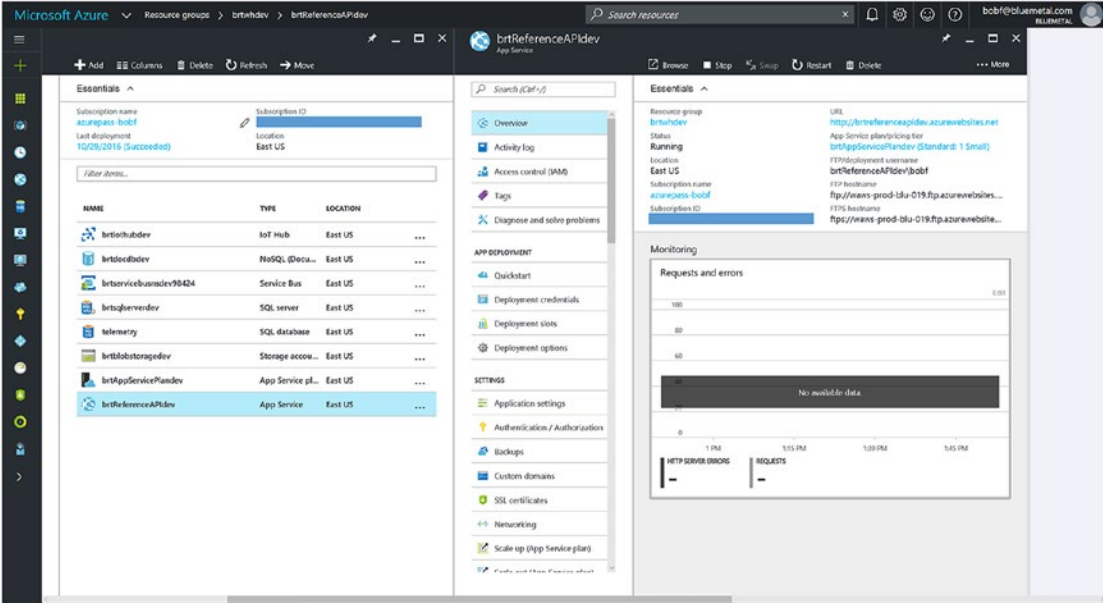 Microsoft Azure Resource groups > brtwhdev > brtReferenceAPIdev Search resources bobf@bluemetal.com
BLUEMETAL
Add Columns Delete Refresh Move
Essentials
Subscription name Subscription ID
azurepass-bobf
Last deployment Location
10/29/2016 (Succeeded) East US
Filter items...
NAME TYPE LOCATION
brtiothubdev IoT Hub East US ...
brtdocdbdev NoSQL (Docu... East US ...
brtservicebusnsdev90424 Service Bus East US ...
brtsqlserverdev SQL server East US ...
telemetry SQL database East US ...
brtblobstoragedev Storage accou... East US ...
brtAppServicePlandev App Service pl... East US ...
brtReferenceAPIdev App Service East US ...
brtReferenceAPIdev
App Service
Search (Ctrl+/)
Overview
Activity log
Access control (IAM)
Tags
Diagnose and solve problems
APP DEPLOYMENT
Quickstart
Deployment credentials
Deployment slots
Deployment options
SETTINGS
Application settings
Authentication / Authorization
Backups
Custom domains
SSL certificates
Networking
Scale up (App Service plan)
Browse Stop Swap Restart Delete ... More
Essentials
Resource group URL
brtwhdev http://brtreferenceapidev.azurewebsites.net
Status App Service plan/pricing tier
Running brtAppServicePlandev (Standard: 1 Small)
Location FTP/deployment username
East US brtReferenceAPIdev\bobf
Subscription name FTP hostname
azurepass-bobf ftp://waws-prod-blu-019.ftp.azurewebsites...
Subscription ID FTPS hostname
ftps://waws-prod-blu-019.ftp.azurewebsite...
Monitoring
Requests and errors
Edit
100
80
60
40
No available data
20
0
1 PM 1:15 PM 1:30 PM 1:45 PM
HTTP SERVER ERRORS REQUESTS
-- --